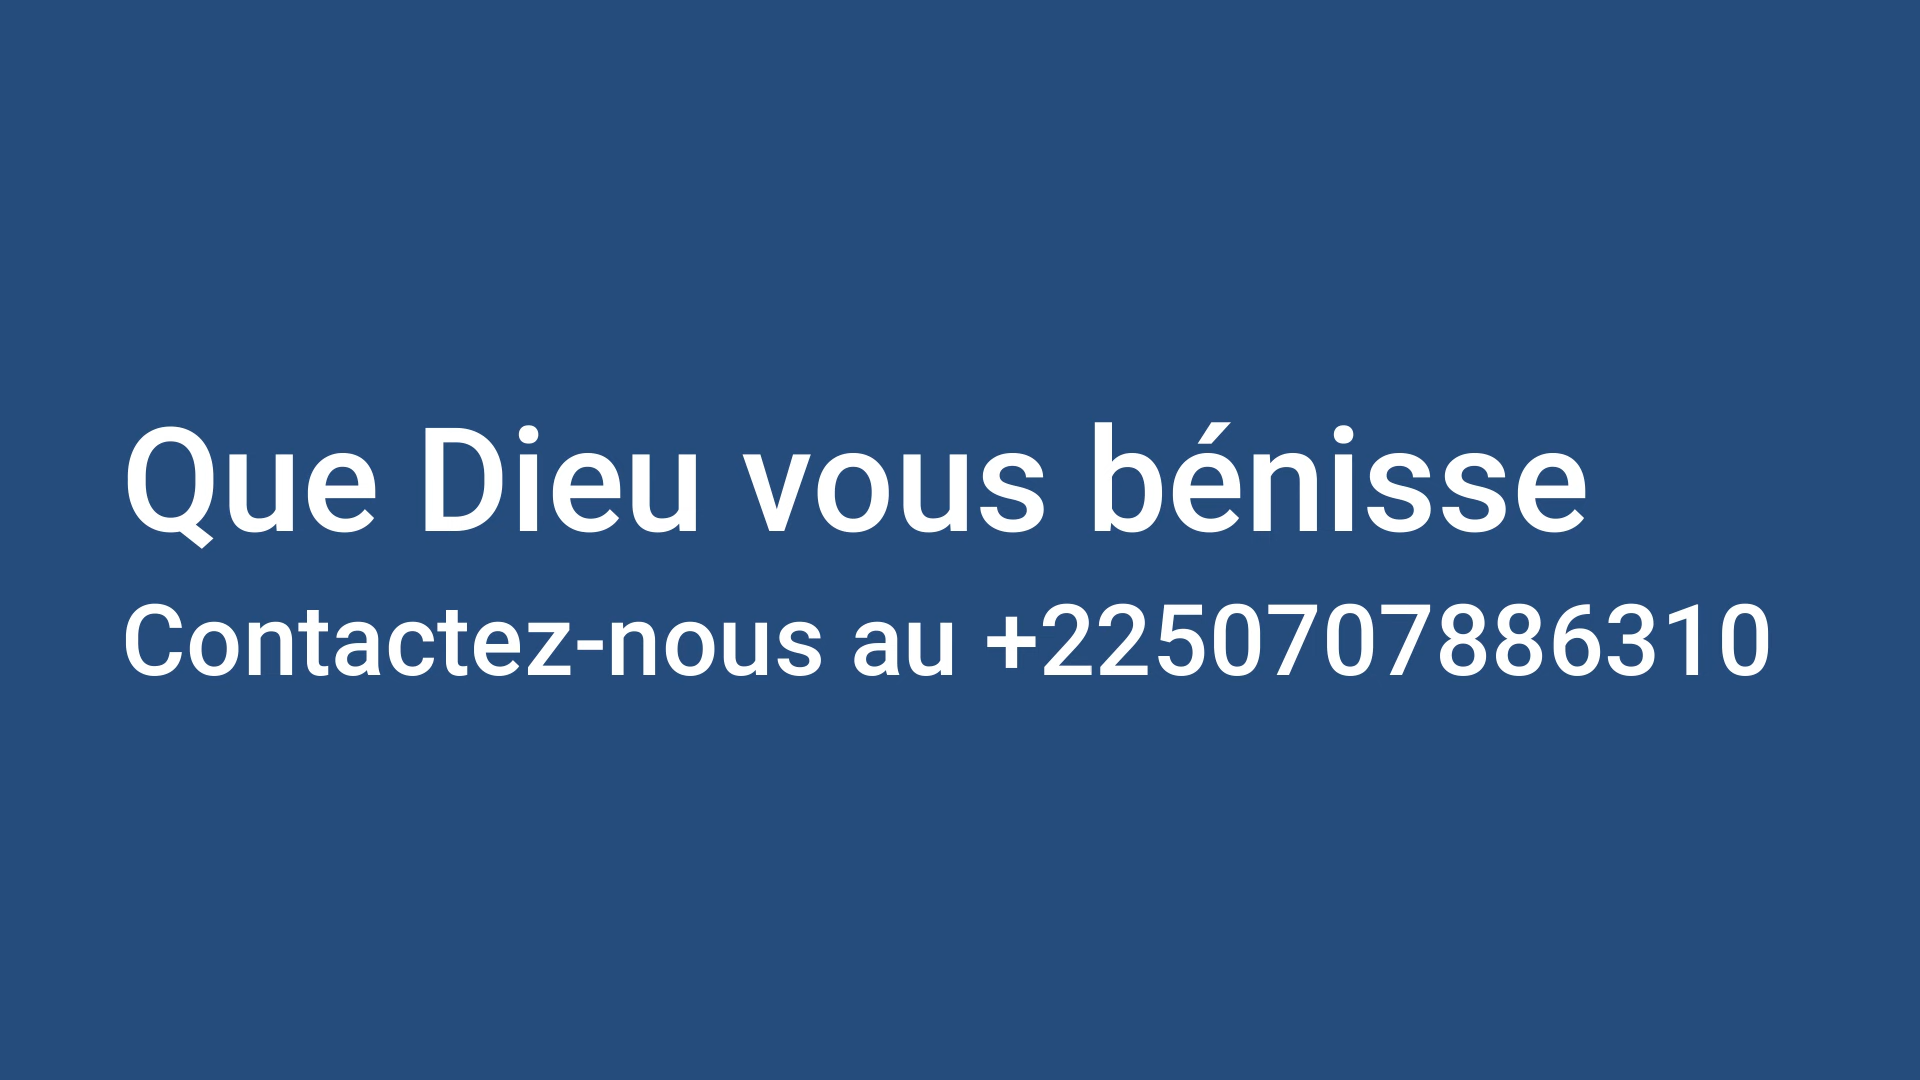 Que Dieu vous bénisse
Contactez-nous au +2250707886310